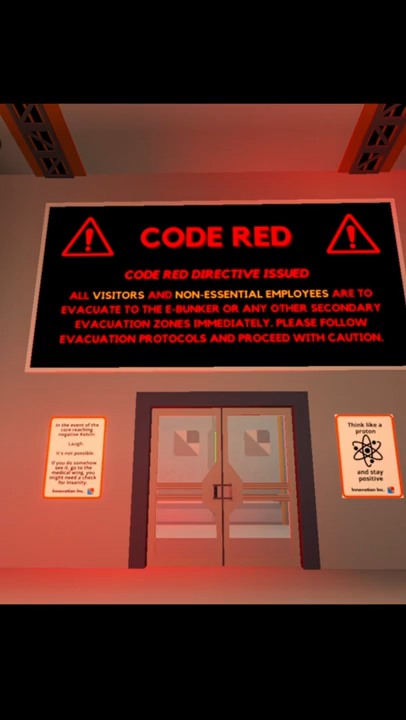 CODE RED
CODE RED DIRECTIVE ISSUED
ALL VISITORS AND NON-ESSENTIAL EMPLOYEES ARE TO
EVACUATE TO THE E-BUNKER OR ANY OTHER SECONDARY
EVACUATION ZONES IMMEDIATELY. PLEASE FOLLOW
EVACUATION PROTOCOLS AND PROCEED WITH CAUTION.
In the event of the
core reaching
negative Kelvin:
Laugh.
It's not possible.
If you do somehow
see it, go to the
medical wing, you
might need a check
for insanity.
Innovation Inc.
Think like a
proton
and stay
positive
Innovation Inc.